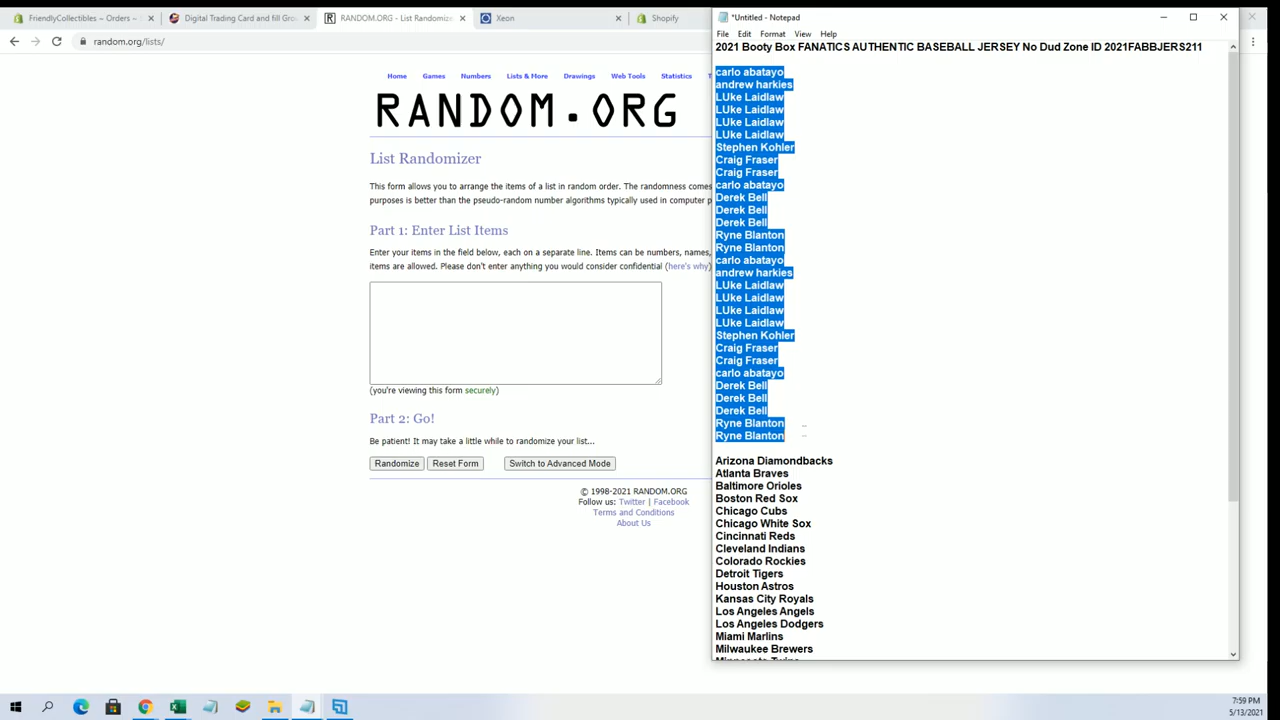 FriendlyCollectibles ~ Orders ~
Digital Trading Card and fill Gro
RANDOM.ORG - List Randomize
Xeon
Shopify
random.org/lists/
Home Games Numbers Lists & More Drawings Web Tools Statistics
RANDOM.ORG
List Randomizer
This form allows you to arrange the items of a list in random order. The randomness comes
purposes is better than the pseudo-random number algorithms typically used in computer p
Part 1: Enter List Items
Enter your items in the field below, each on a separate line. Items can be numbers, names,
items are allowed. Please don't enter anything you would consider confidential (here's why)
(you're viewing this form securely)
Part 2: Go!
Be patient! It may take a little while to randomize your list...
Randomize Reset Form Switch to Advanced Mode
© 1998-2021 RANDOM.ORG
Follow us: Twitter | Facebook
Terms and Conditions
About Us
*Untitled - Notepad
File Edit Format View Help
2021 Booty Box FANATICS AUTHENTIC BASEBALL JERSEY No Dud Zone ID 2021FABBJERS211
carlo abatayo
andrew harkies
LUke Laidlaw
LUke Laidlaw
LUke Laidlaw
LUke Laidlaw
Stephen Kohler
Craig Fraser
Craig Fraser
carlo abatayo
Derek Bell
Derek Bell
Derek Bell
Ryne Blanton
Ryne Blanton
carlo abatayo
andrew harkies
LUke Laidlaw
LUke Laidlaw
LUke Laidlaw
LUke Laidlaw
Stephen Kohler
Craig Fraser
Craig Fraser
carlo abatayo
Derek Bell
Derek Bell
Derek Bell
Ryne Blanton
Ryne Blanton
Arizona Diamondbacks
Atlanta Braves
Baltimore Orioles
Boston Red Sox
Chicago Cubs
Chicago White Sox
Cincinnati Reds
Cleveland Indians
Colorado Rockies
Detroit Tigers
Houston Astros
Kansas City Royals
Los Angeles Angels
Los Angeles Dodgers
Miami Marlins
Milwaukee Brewers
Minnesota Twins
7:59 PM
5/13/2021